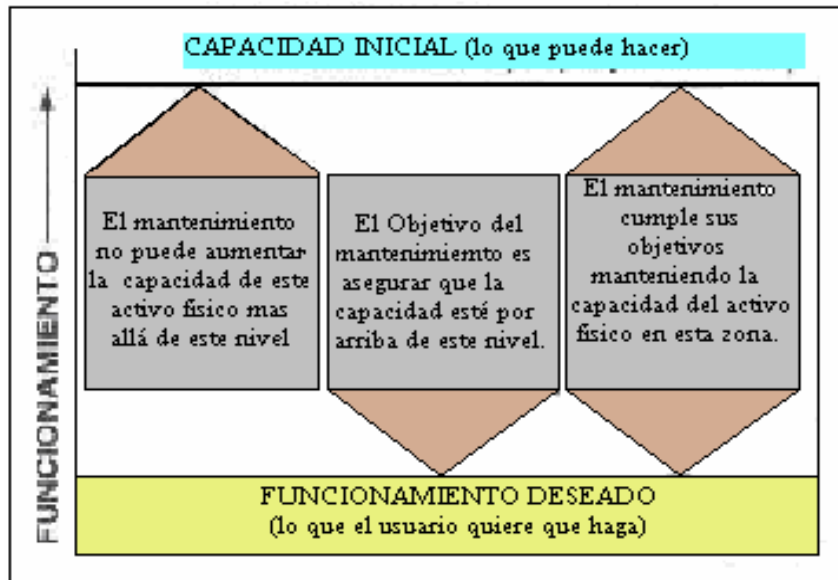 CAPACIDAD INICIAL (lo que puede hacer)
FUNCIONAMIENTO
El mantenimiento
no puede aumentar
la capacidad de este
activo físico mas
allá de este nivel
El Objetivo del
mantenimiemto es
asegurar que la
capacidad esté por
arriba de este nivel.
El mantenimiento
cumple sus
objetivos
manteniendo la
capacidad del activo
físico en esta zona.
FUNCIONAMIENTO DESEADO
(lo que el usuario quiere que haga)